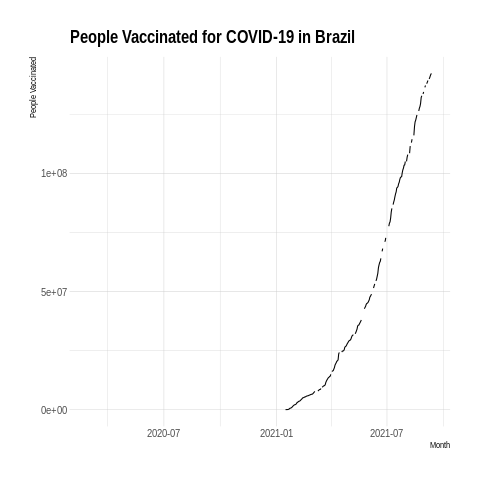 People Vaccinated for COVID-19 in Brazil
People Vaccinated
1e+08
5e+07
0e+00
2020-07 2021-01 2021-07
Month